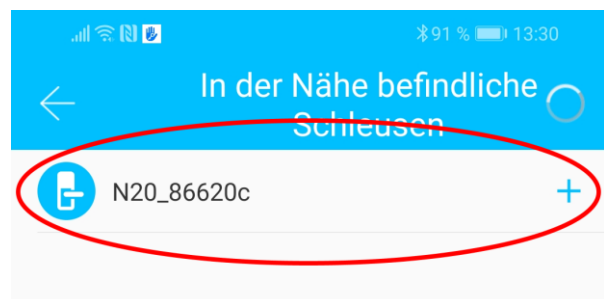 91 % 13:30
In der Nähe befindliche
Schleusen
N20_86620c